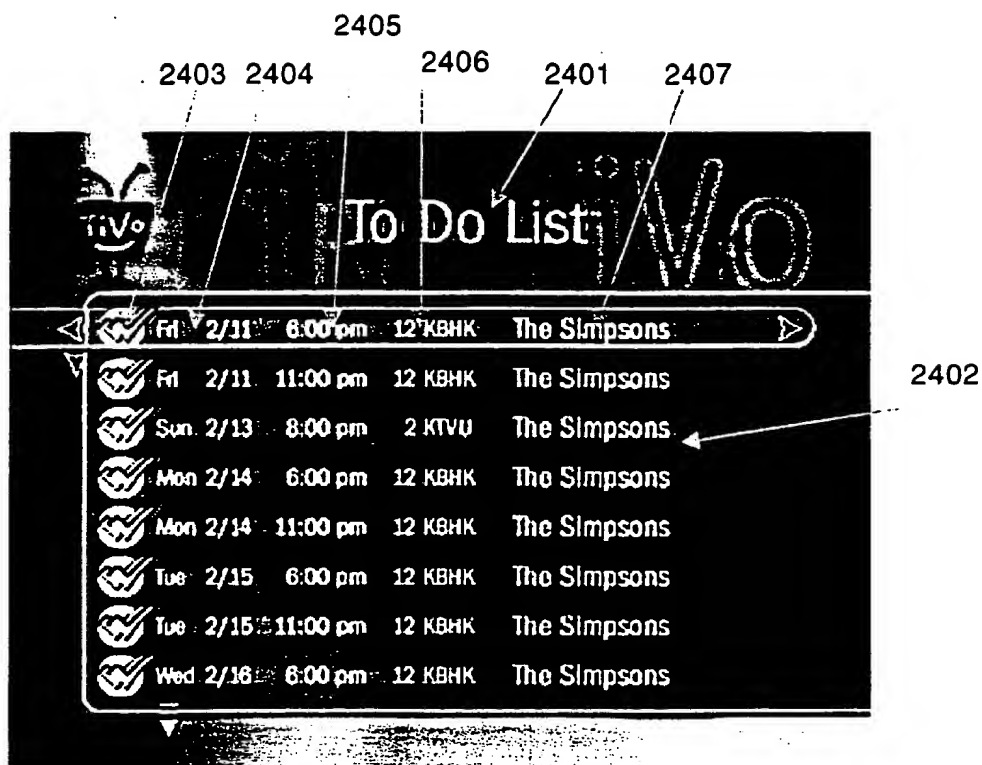 2405
2403 2404 2406 2401 2407
TiVo
To Do List
iVo
Fri 2/11 6:00 pm 12 KBHK The Simpsons
2402
Fri 2/11 11:00 pm 12 KBHK The Simpsons
Sun 2/13 8:00 pm 2 KTVU The Simpsons
Mon 2/14 6:00 pm 12 KBHK The Simpsons
Mon 2/14 11:00 pm 12 KBHK The Simpsons
Tue 2/15 6:00 pm 12 KBHK The Simpsons
Tue 2/15 11:00 pm 12 KBHK The Simpsons
Wed 2/16 6:00 pm 12 KBHK The Simpsons